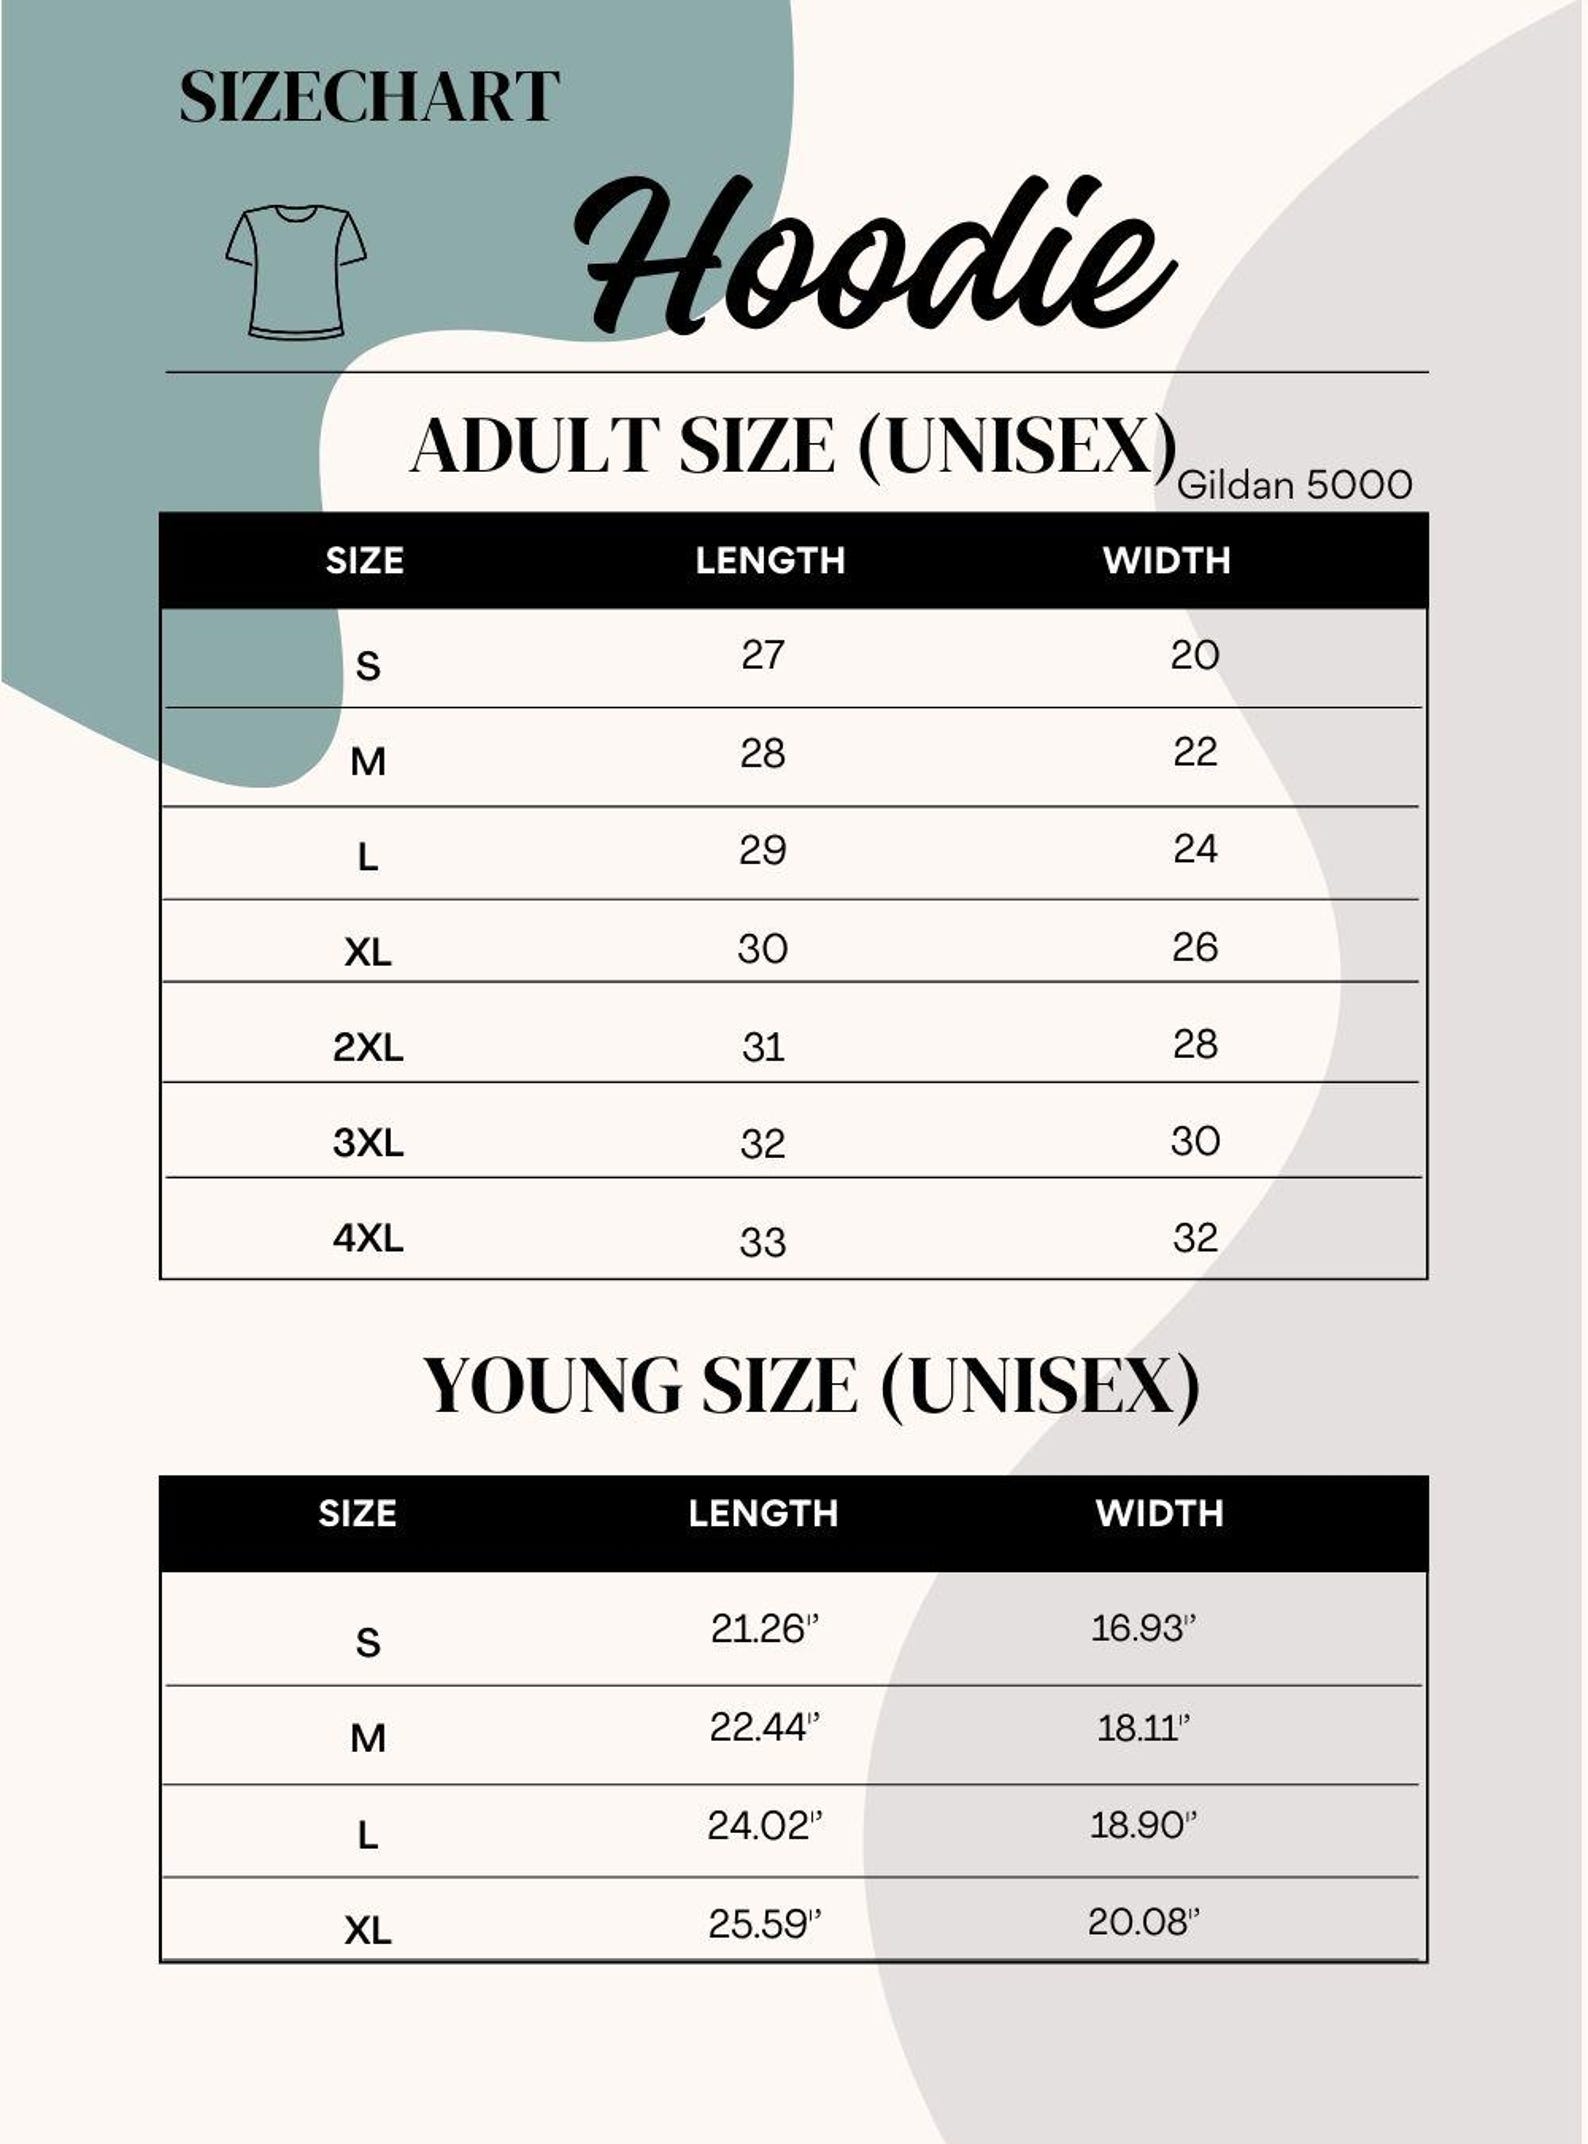 SIZECHART
Hoodie
ADULT SIZE (UNISEX)
Gildan 5000
SIZE LENGTH WIDTH
S 27 20
M 28 22
L 29 24
XL 30 26
2XL 31 28
3XL 32 30
4XL 33 32
YOUNG SIZE (UNISEX)
SIZE LENGTH WIDTH
S 21.26" 16.93"
M 22.44" 18.11"
L 24.02" 18.90"
XL 25.59" 20.08"